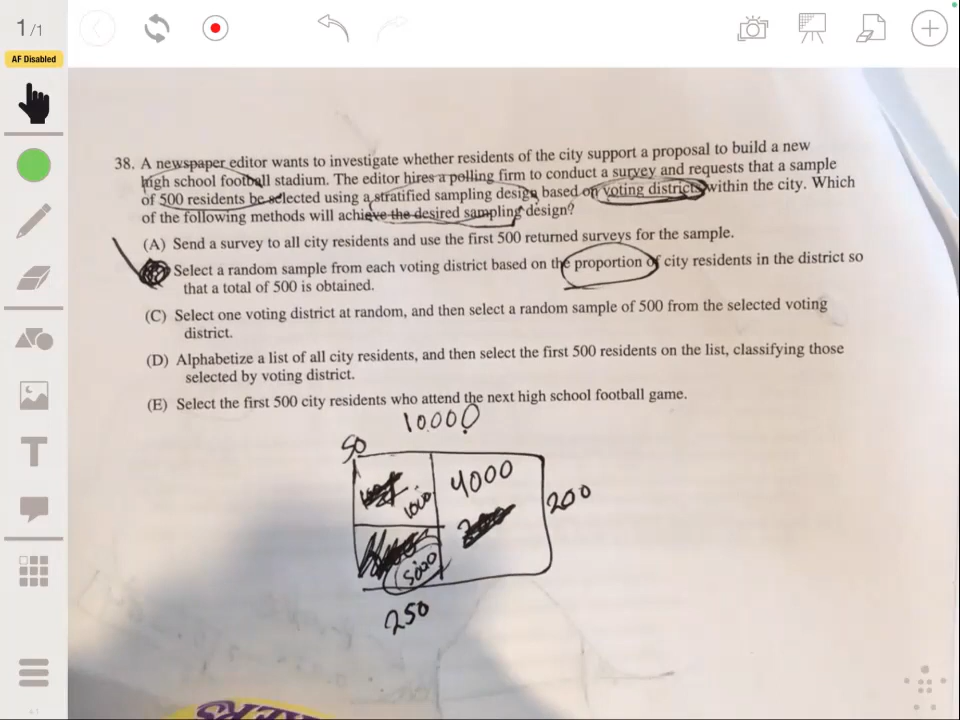 1/1
AF Disabled
38. A newspaper editor wants to investigate whether residents of the city support a proposal to build a new
high school football stadium. The editor hires a polling firm to conduct a survey and requests that a sample
of 500 residents be selected using a stratified sampling design based on voting districts within the city. Which
of the following methods will achieve the desired sampling design?
(A) Send a survey to all city residents and use the first 500 returned surveys for the sample.
Select a random sample from each voting district based on the proportion of city residents in the district so
that a total of 500 is obtained.
(C) Select one voting district at random, and then select a random sample of 500 from the selected voting
district.
(D) Alphabetize a list of all city residents, and then select the first 500 residents on the list, classifying those
selected by voting district.
(E) Select the first 500 city residents who attend the next high school football game.
10000
50
4000
1000
200
5000
250
T